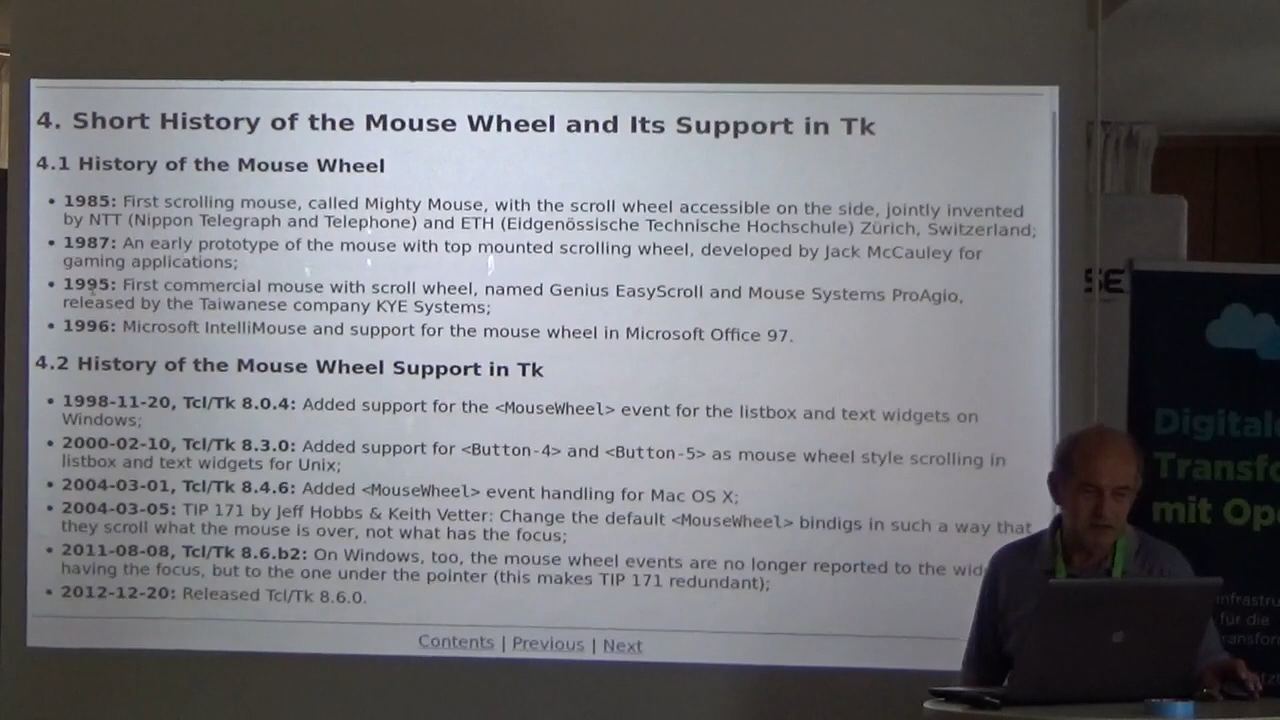 4. Short History of the Mouse Wheel and Its Support in Tk
4.1 History of the Mouse Wheel
• 1985: First scrolling mouse, called Mighty Mouse, with the scroll wheel accessible on the side, jointly invented
by NTT (Nippon Telegraph and Telephone) and ETH (Eidgenössische Technische Hochschule) Zürich, Switzerland;
• 1987: An early prototype of the mouse with top mounted scrolling wheel, developed by Jack McCauley for
gaming applications;
• 1995: First commercial mouse with scroll wheel, named Genius EasyScroll and Mouse Systems ProAgio,
released by the Taiwanese company KYE Systems;
• 1996: Microsoft IntelliMouse and support for the mouse wheel in Microsoft Office 97.
4.2 History of the Mouse Wheel Support in Tk
• 1998-11-20, Tcl/Tk 8.0.4: Added support for the <MouseWheel> event for the listbox and text widgets on
Windows;
• 2000-02-10, Tcl/Tk 8.3.0: Added support for <Button-4> and <Button-5> as mouse wheel style scrolling in
listbox and text widgets for Unix;
• 2004-03-01, Tcl/Tk 8.4.6: Added <MouseWheel> event handling for Mac OS X;
• 2004-03-05: TIP 171 by Jeff Hobbs & Keith Vetter: Change the default <MouseWheel> bindigs in such a way that
they scroll what the mouse is over, not what has the focus;
• 2011-08-08, Tcl/Tk 8.6.b2: On Windows, too, the mouse wheel events are no longer reported to the wid
having the focus, but to the one under the pointer (this makes TIP 171 redundant);
• 2012-12-20: Released Tcl/Tk 8.6.0.
Contents | Previous | Next
SE
Digital
Transf
mit Op
nfrastru
für die
ransfor